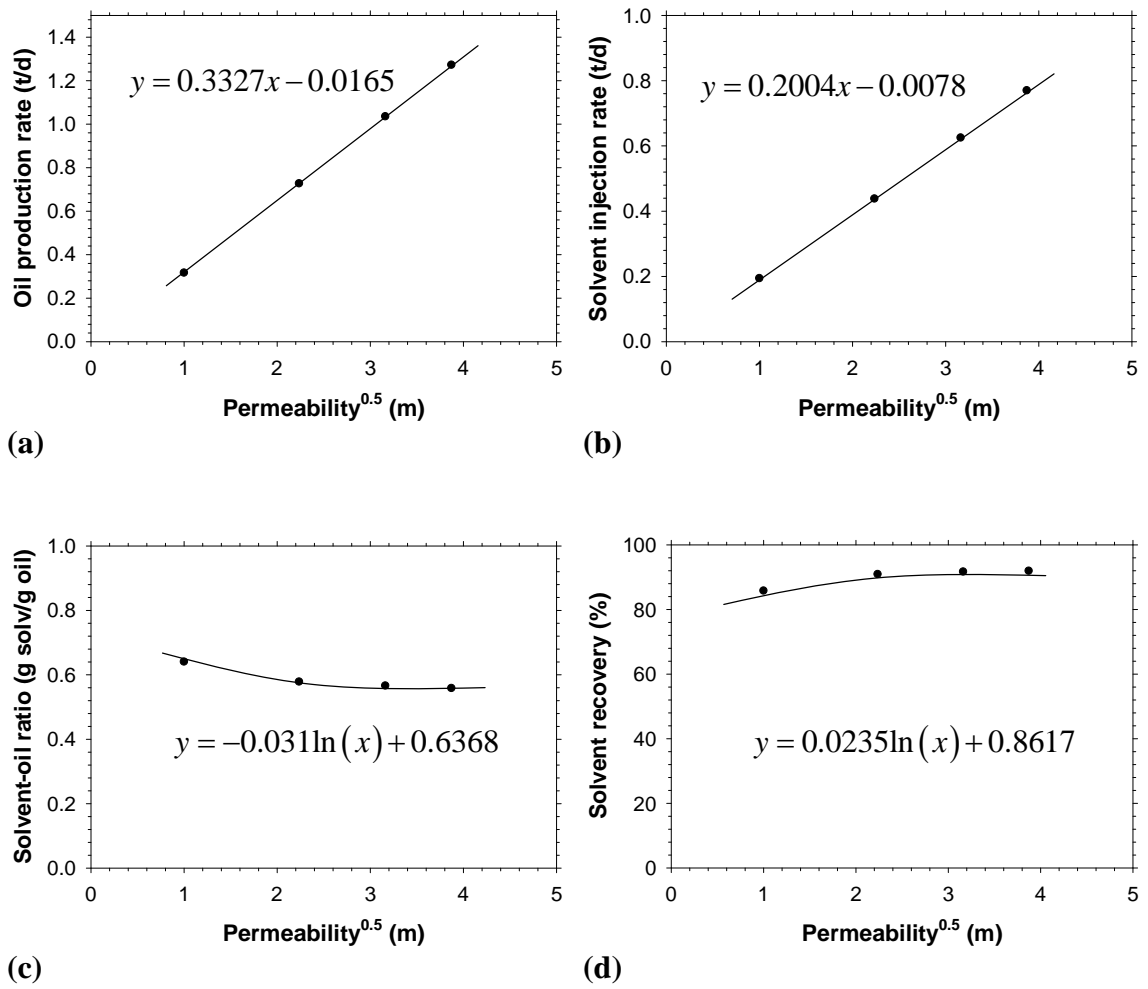 Oil production rate (t/d)
1.4
1.2
1.0
0.8
0.6
0.4
0.2
0.0
y = 0.3327x − 0.0165
0 1 2 3 4 5
Permeability^0.5 (m)
(a)
Solvent injection rate (t/d)
1.0
0.8
0.6
0.4
0.2
0.0
y = 0.2004x − 0.0078
0 1 2 3 4 5
Permeability^0.5 (m)
(b)
Solvent-oil ratio (g solv/g oil)
1.0
0.8
0.6
0.4
0.2
0.0
y = −0.031ln(x) + 0.6368
0 1 2 3 4 5
Permeability^0.5 (m)
(c)
Solvent recovery (%)
100
80
60
40
20
0
y = 0.0235ln(x) + 0.8617
0 1 2 3 4 5
Permeability^0.5 (m)
(d)